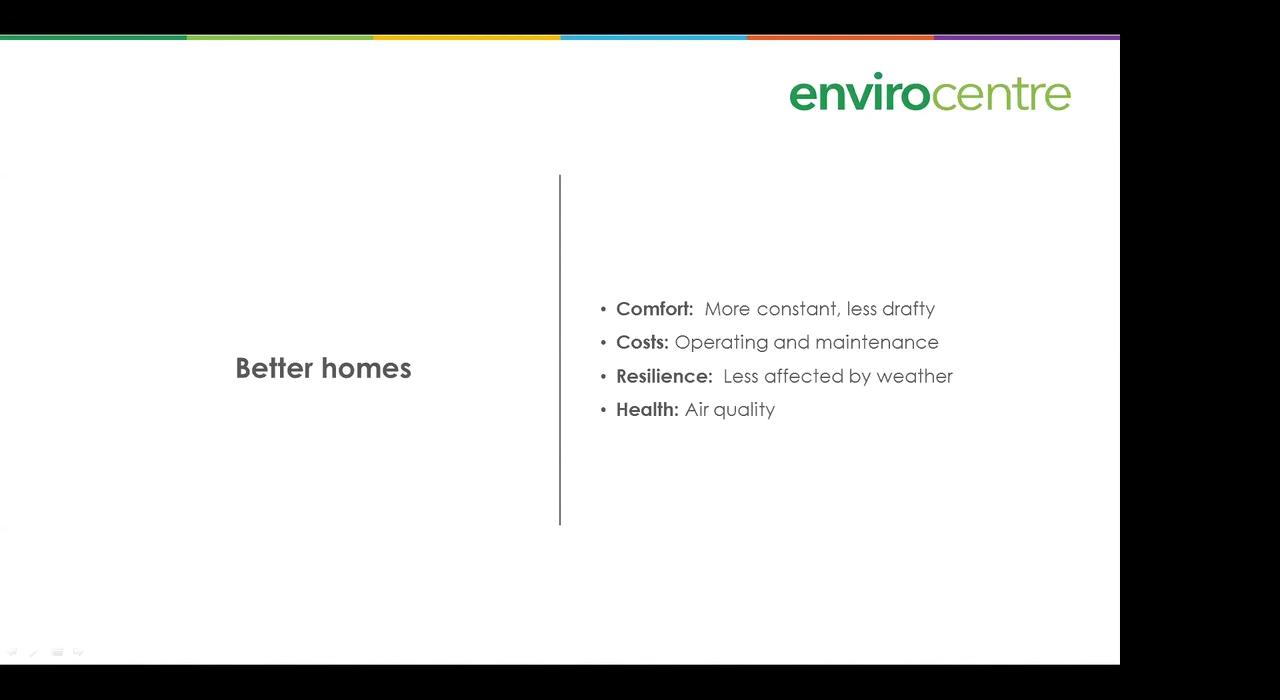 envirocentre
Better homes
• Comfort: More constant, less drafty
• Costs: Operating and maintenance
• Resilience: Less affected by weather
• Health: Air quality